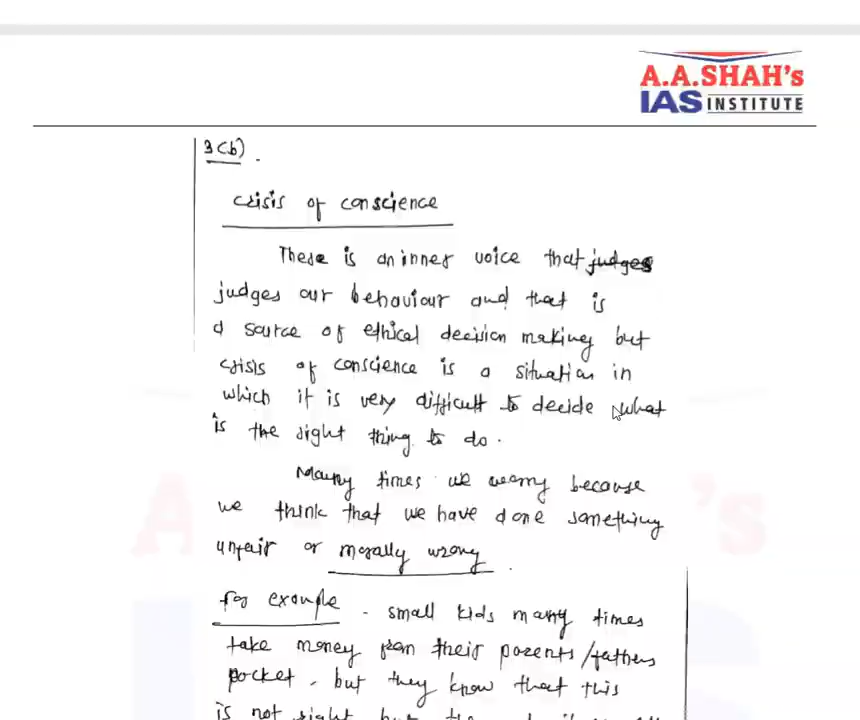 A.A.SHAH's
IAS INSTITUTE
3(b).
crisis of conscience
There is an inner voice that judges
judges our behaviour and that is
a source of ethical decision making but
crisis of conscience is a situation in
which it is very difficult to decide what
is the right thing to do.
Many times we worry because
we think that we have done something
unfair or morally wrong.
for example - small kids many times
take money from their parents/fathers
pocket. but they know that this
is not right but